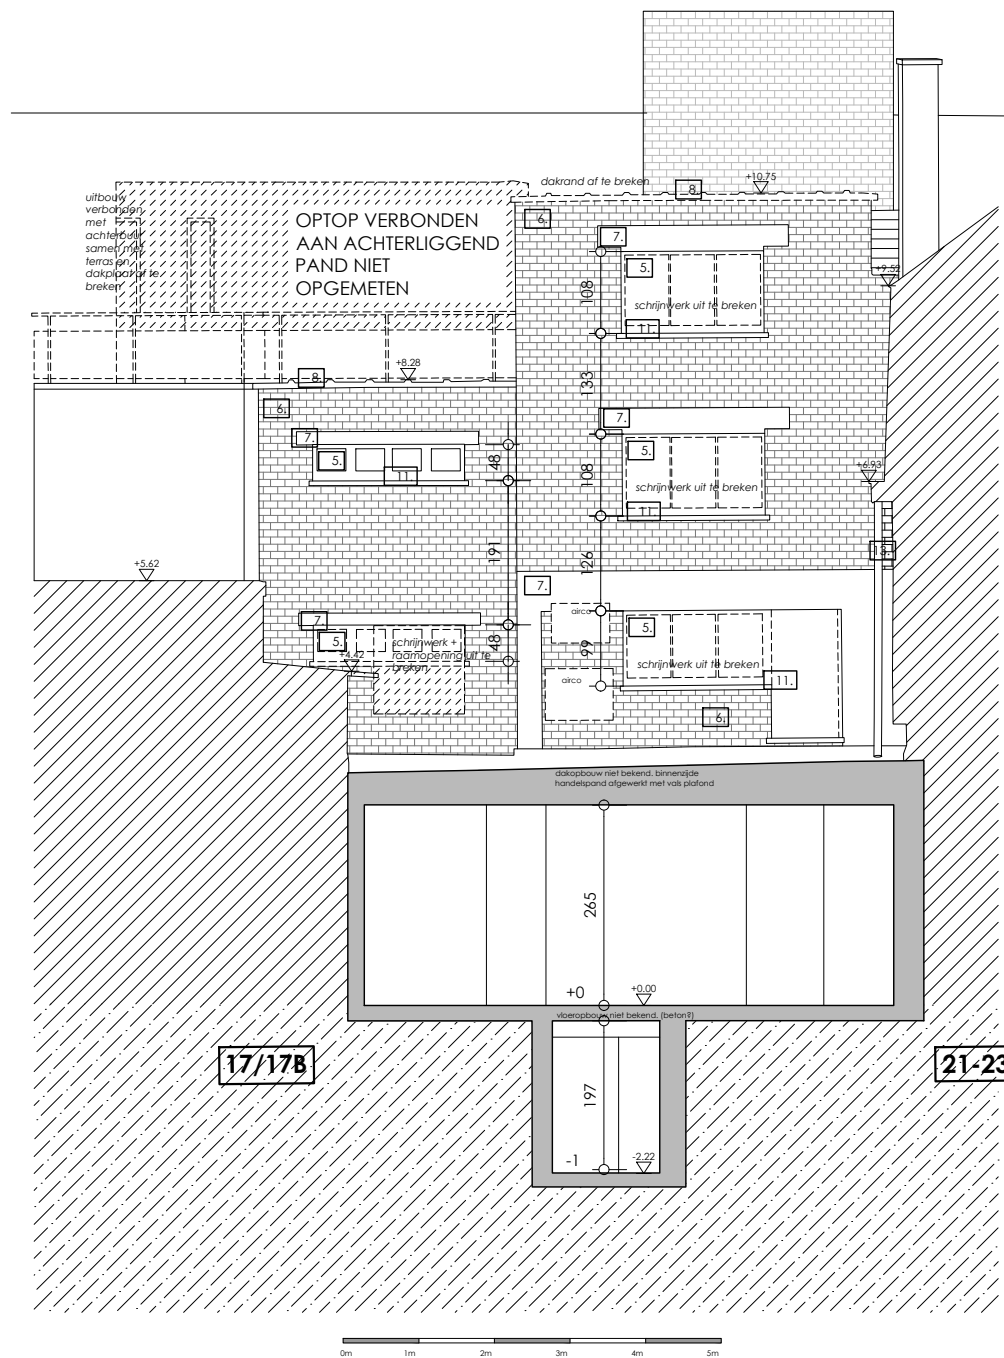 dakrand af te breken
8.
+10.75
uitbouw
verbonden
met
achterbuur
samen met
terras en
dakplaat af te
breken
OPTOP VERBONDEN
AAN ACHTERLIGGEND
PAND NIET
OPGEMETEN
6.
7.
5.
+9.52
108
schrijnwerk uit te breken
11.
+8.28
8.
133
6.
7.
7.
5.
5.
11.
48
108
+6.93
schrijnwerk uit te breken
11.
191
126
13.
+5.62
7.
airco
7.
5.
5.
schrijnwerk +
raamopening uit te
breken
+4.42
48
99
schrijnwerk uit te breken
airco
11.
6.
dakopbouw niet bekend. binnenzijde
handelspand afgewerkt met vals plafond
265
+0
+0.00
vloeropbouw niet bekend. (beton?)
17/17B
21-23
197
-1
-2.22
0m 1m 2m 3m 4m 5m